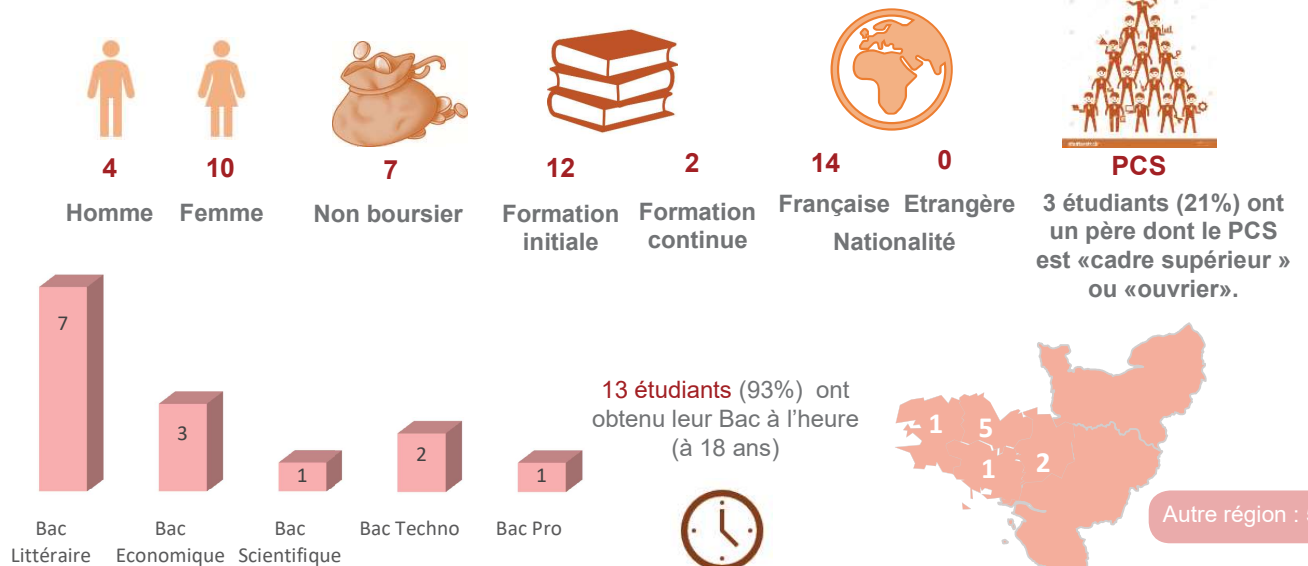 4
Homme
10
Femme
7
Non boursier
12
Formation
initiale
2
Formation
continue
14
Française
0
Etrangère
Nationalité
PCS
3 étudiants (21%) ont
un père dont le PCS
est «cadre supérieur »
ou «ouvrier».
7
3
1
2
1
Bac
Littéraire
Bac
Economique
Bac
Scientifique
Bac Techno
Bac Pro
13 étudiants (93%) ont
obtenu leur Bac à l'heure
(à 18 ans)
1
5
1
2
Autre région :